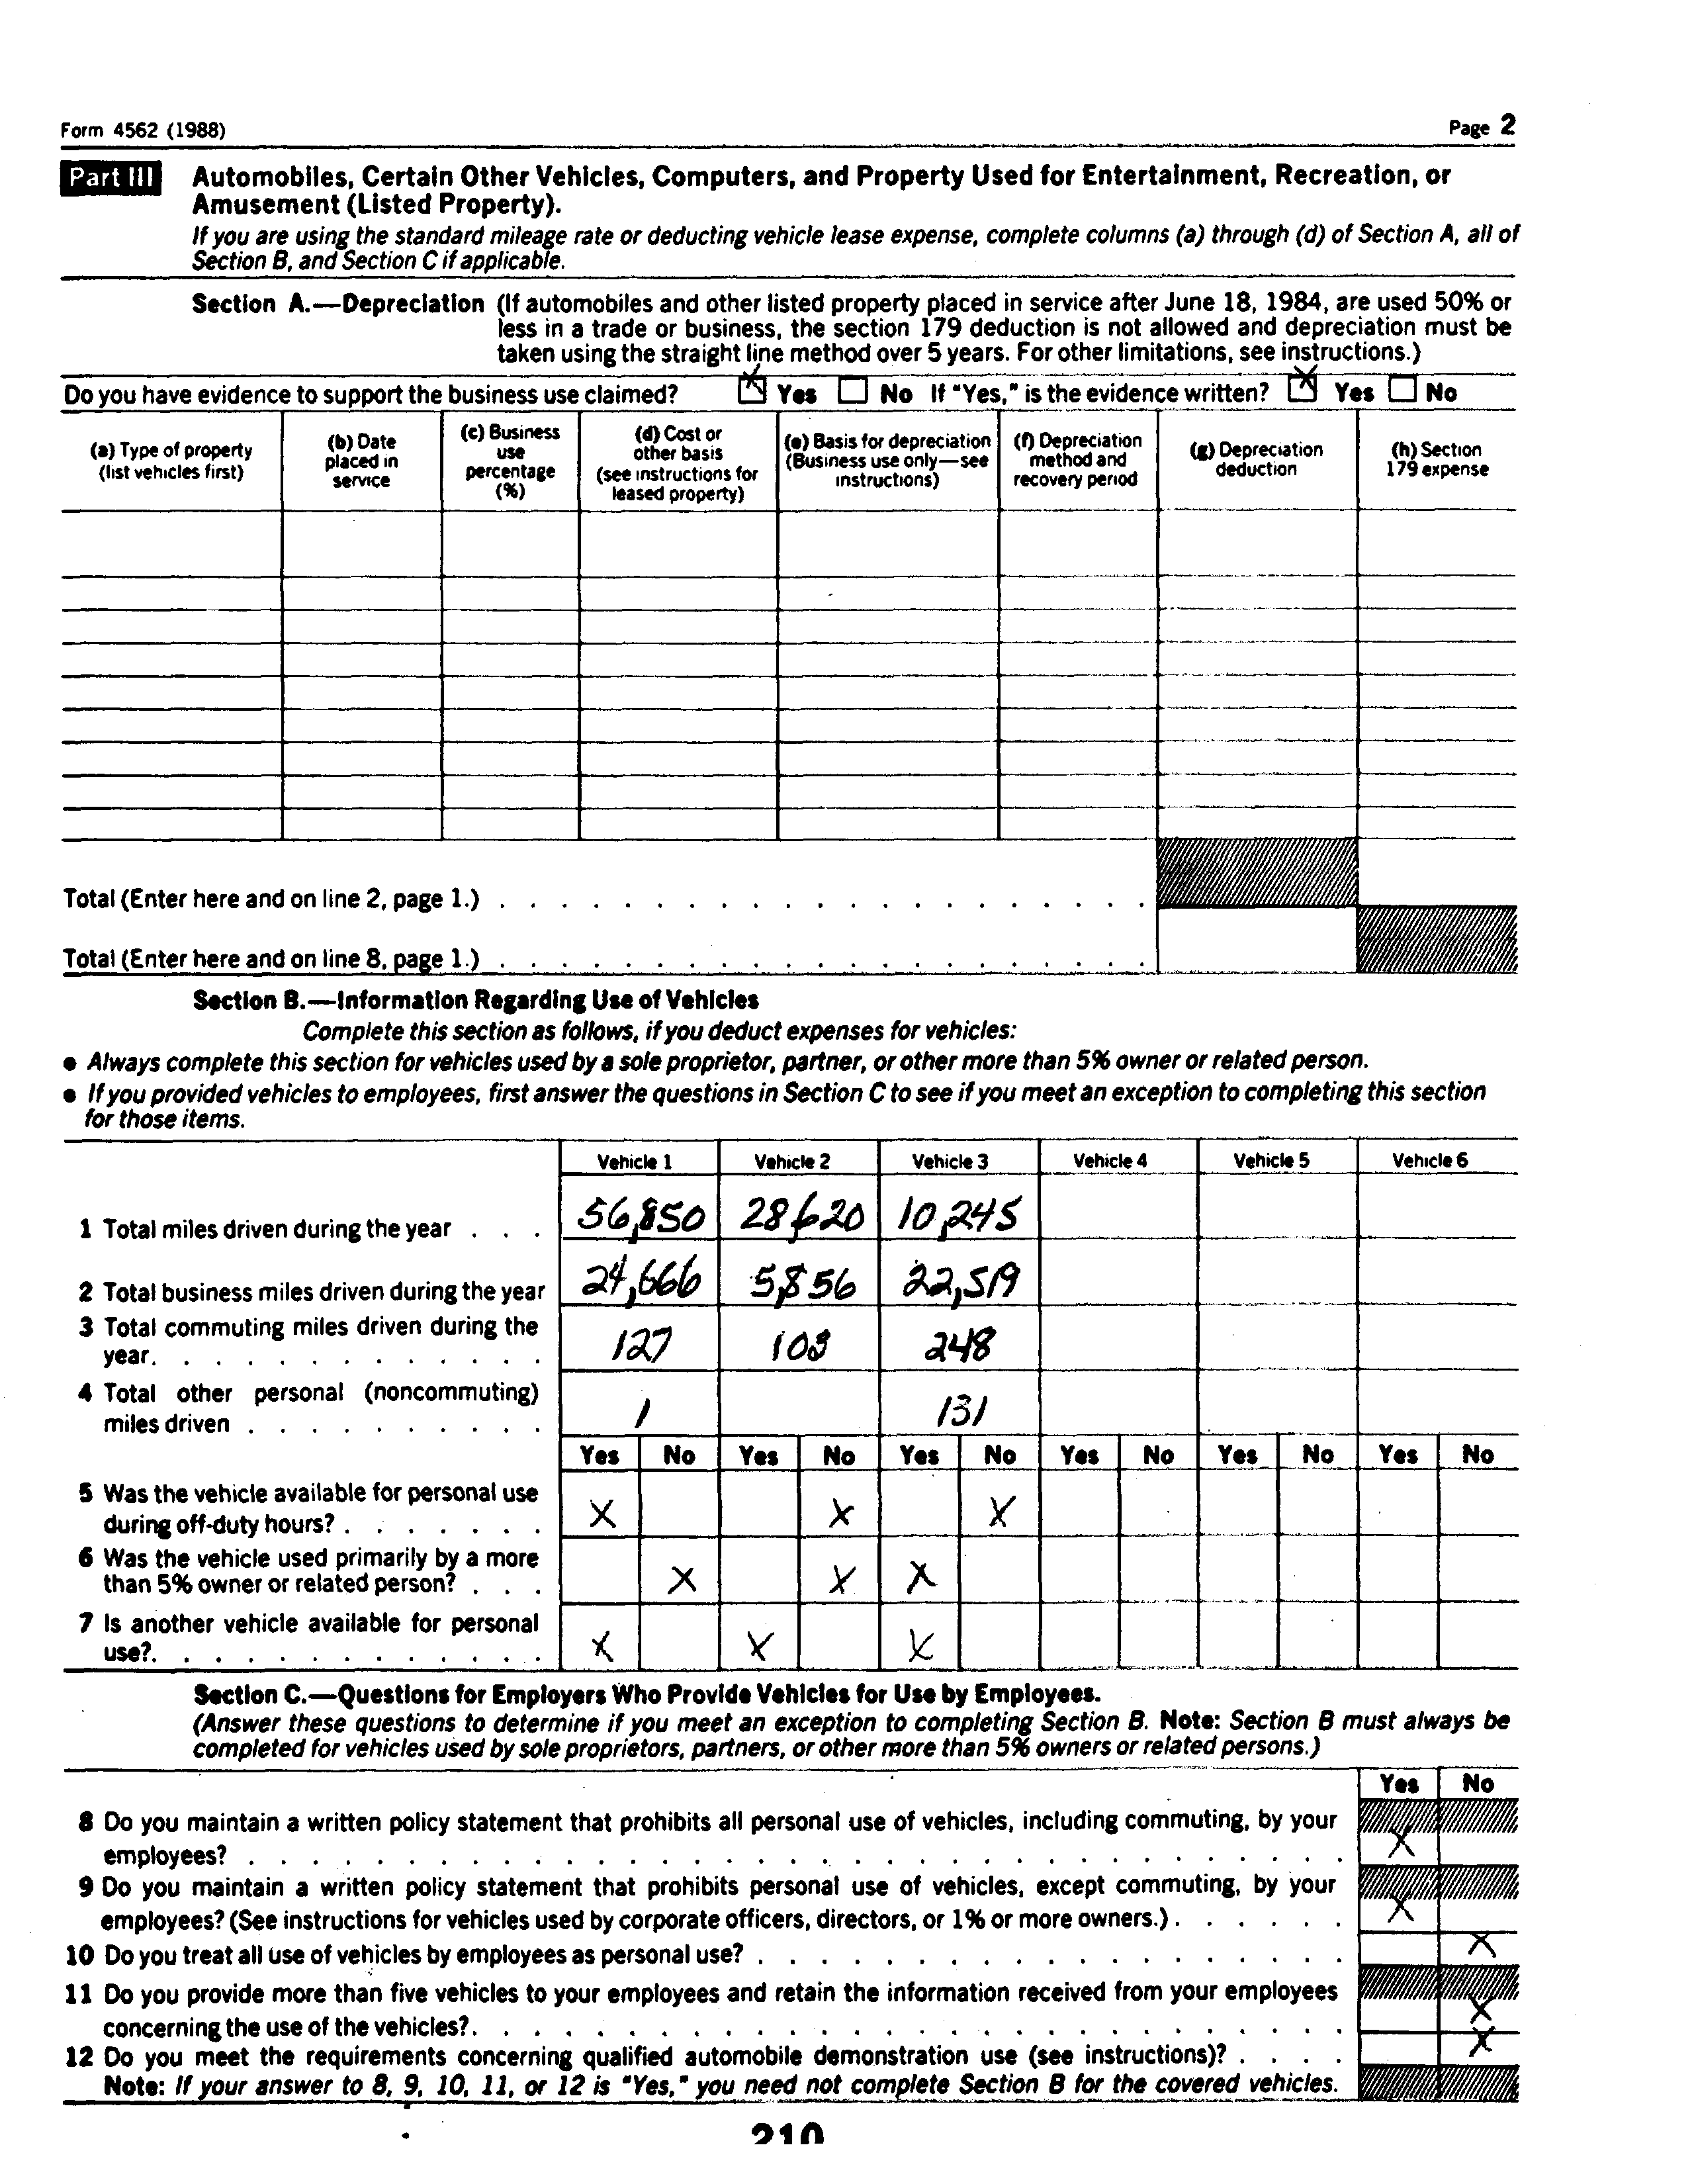 Form 4562 (1988) Page 2
Part III Automobiles, Certain Other Vehicles, Computers, and Property Used for Entertainment, Recreation, or
Amusement (Listed Property).
If you are using the standard mileage rate or deducting vehicle lease expense, complete columns (a) through (d) of Section A, all of
Section B, and Section C if applicable.
Section A.—Depreciation (If automobiles and other listed property placed in service after June 18, 1984, are used 50% or
less in a trade or business, the section 179 deduction is not allowed and depreciation must be
taken using the straight line method over 5 years. For other limitations, see instructions.)
Do you have evidence to support the business use claimed? X Yes No If "Yes," is the evidence written? X Yes No
(a) Type of property
(list vehicles first)
(b) Date
placed in
service
(c) Business
use
percentage
(%)
(d) Cost or
other basis
(see instructions for
leased property)
(e) Basis for depreciation
(Business use only—see
instructions)
(f) Depreciation
method and
recovery period
(g) Depreciation
deduction
(h) Section
179 expense
Total (Enter here and on line 2, page 1.) . . . . . . . . . . . . . . . . . . . . .
Total (Enter here and on line 8, page 1.) . . . . . . . . . . . . . . . . . . . . .
Section B.—Information Regarding Use of Vehicles
Complete this section as follows, if you deduct expenses for vehicles:
● Always complete this section for vehicles used by a sole proprietor, partner, or other more than 5% owner or related person.
● If you provided vehicles to employees, first answer the questions in Section C to see if you meet an exception to completing this section
for those items.
Vehicle 1 Vehicle 2 Vehicle 3 Vehicle 4 Vehicle 5 Vehicle 6
1 Total miles driven during the year . . . 56,850 28,620 10,245
2 Total business miles driven during the year 24,666 5,856 22,519
3 Total commuting miles driven during the
year. . . . . . . . . . . . . 127 103 248
4 Total other personal (noncommuting)
miles driven . . . . . . . . . . 1 131
Yes No Yes No Yes No Yes No Yes No Yes No
5 Was the vehicle available for personal use
during off-duty hours? . . . . . . . X X X
6 Was the vehicle used primarily by a more
than 5% owner or related person? . . . X X X
7 Is another vehicle available for personal
use?. . . . . . . . . . . . . X X X
Section C.—Questions for Employers Who Provide Vehicles for Use by Employees.
(Answer these questions to determine if you meet an exception to completing Section B. Note: Section B must always be
completed for vehicles used by sole proprietors, partners, or other more than 5% owners or related persons.)
Yes No
8 Do you maintain a written policy statement that prohibits all personal use of vehicles, including commuting, by your
employees? . . . . . . . . . . . . . . . . . . . . . . . . . . . . . . . . . . . X
9 Do you maintain a written policy statement that prohibits personal use of vehicles, except commuting, by your
employees? (See instructions for vehicles used by corporate officers, directors, or 1% or more owners.) . . . . . . X
10 Do you treat all use of vehicles by employees as personal use? . . . . . . . . . . . . . . . . . . . X
11 Do you provide more than five vehicles to your employees and retain the information received from your employees
concerning the use of the vehicles?. . . . . . . . . . . . . . . . . . . . . . . . . . . . X
12 Do you meet the requirements concerning qualified automobile demonstration use (see instructions)? . . . . X
Note: If your answer to 8, 9, 10, 11, or 12 is "Yes," you need not complete Section B for the covered vehicles.
210